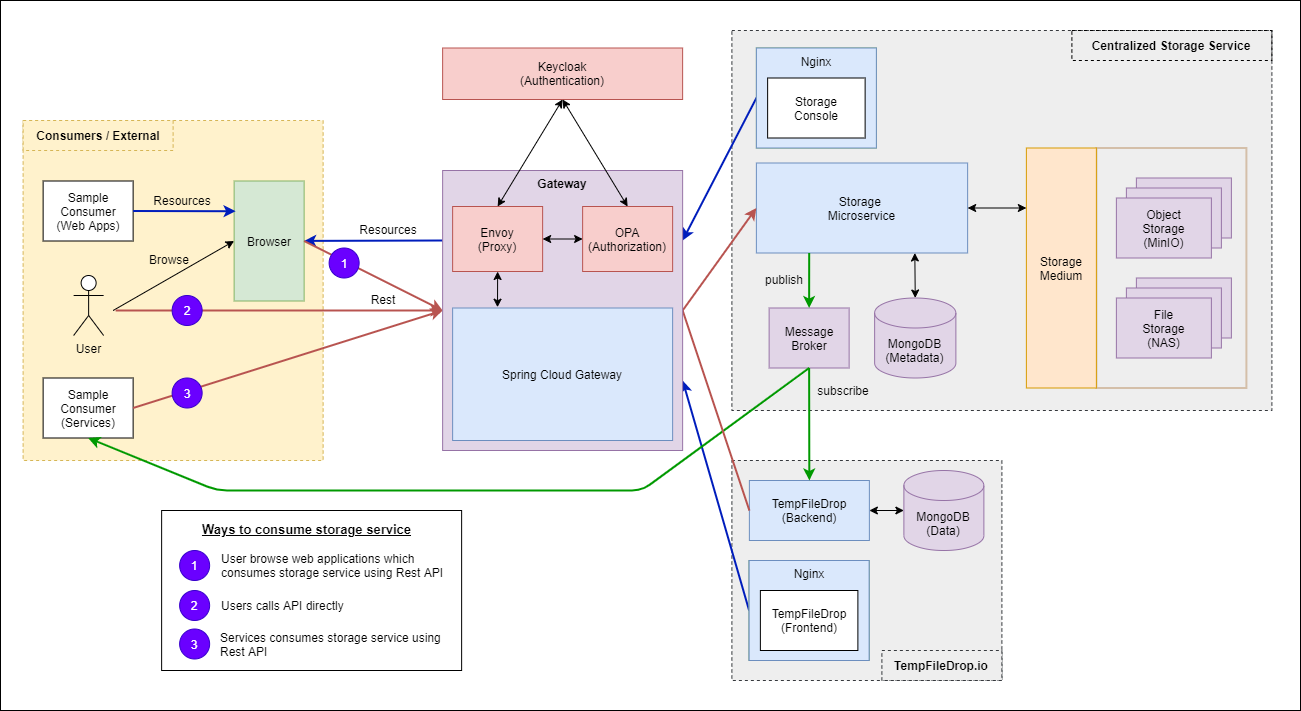 Centralized Storage Service
Nginx
Storage
Console
Keycloak
(Authentication)
Consumers / External
Sample
Consumer
(Web Apps)
Resources
Browser
Browse
User
Sample
Consumer
(Services)
Resources
1
Rest
2
3
Gateway
Envoy
(Proxy)
OPA
(Authorization)
Spring Cloud Gateway
Storage
Microservice
publish
Message
Broker
MongoDB
(Metadata)
subscribe
Storage
Medium
Object
Storage
(MinIO)
File
Storage
(NAS)
TempFileDrop
(Backend)
MongoDB
(Data)
Nginx
TempFileDrop
(Frontend)
TempFileDrop.io
Ways to consume storage service
1
User browse web applications which
consumes storage service using Rest API
2
Users calls API directly
3
Services consumes storage service using
Rest API